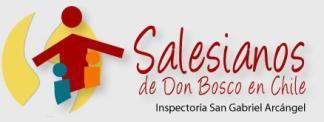 Salesianos
de Don Bosco en Chile
Inspectoría San Gabriel Arcángel